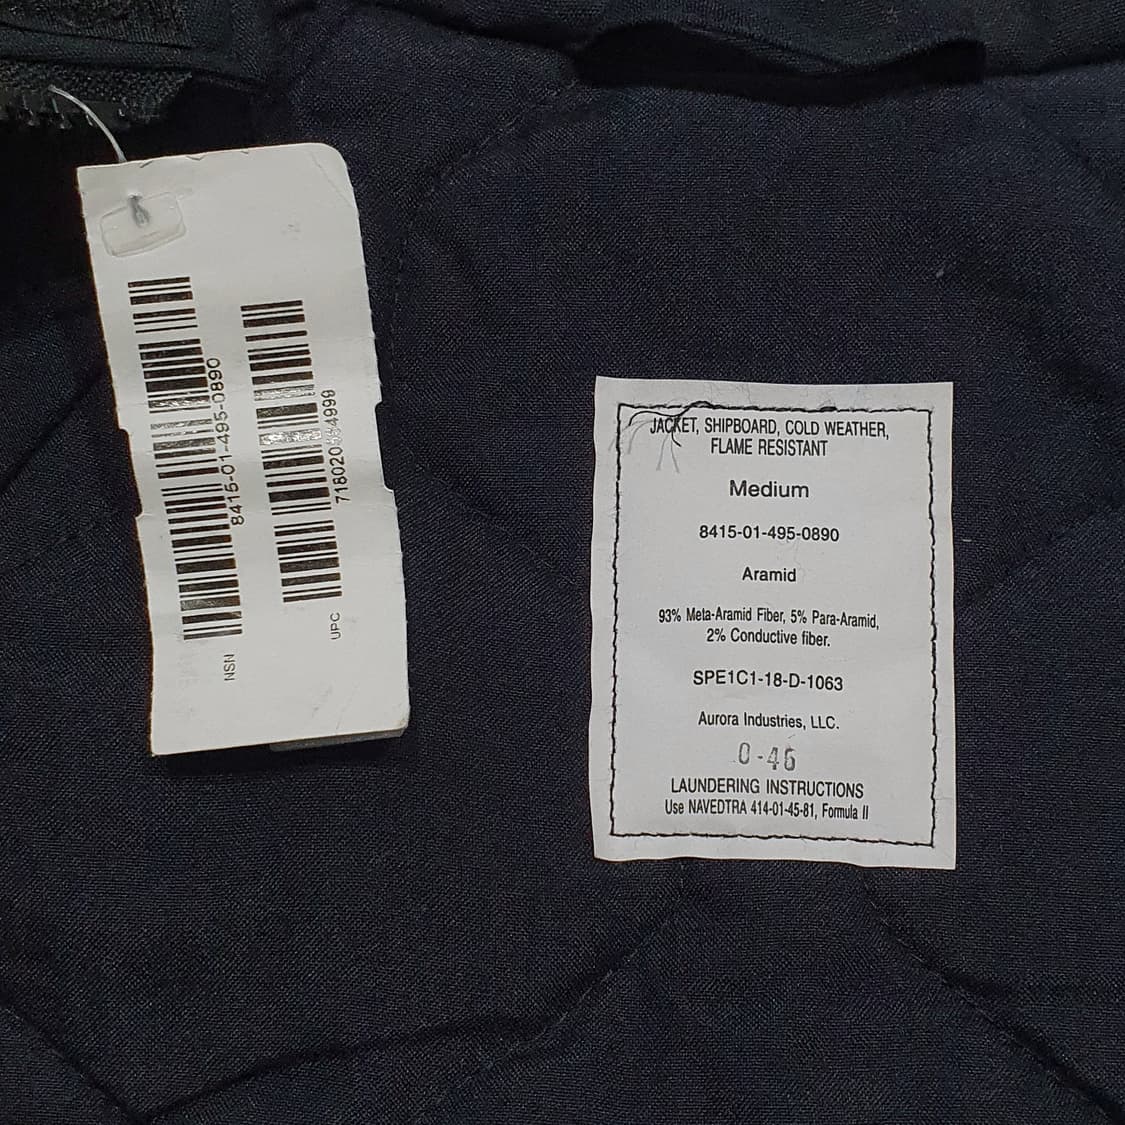 8415-01-495-0890
NSN
UPC
JACKET, SHIPBOARD, COLD WEATHER,
FLAME RESISTANT
Medium
8415-01-495-0890
Aramid
93% Meta-Aramid Fiber, 5% Para-Aramid,
2% Conductive fiber.
SPE1C1-18-D-1063
Aurora Industries, LLC.
0-46
LAUNDERING INSTRUCTIONS
Use NAVEDTRA 414-01-45-81, Formula II